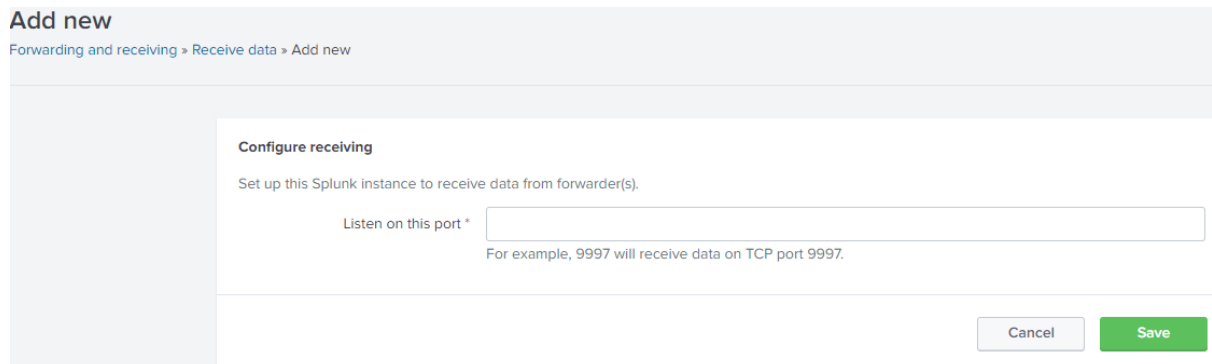 Add new
Forwarding and receiving » Receive data » Add new
Configure receiving
Set up this Splunk instance to receive data from forwarder(s).
Listen on this port *
For example, 9997 will receive data on TCP port 9997.
Cancel Save